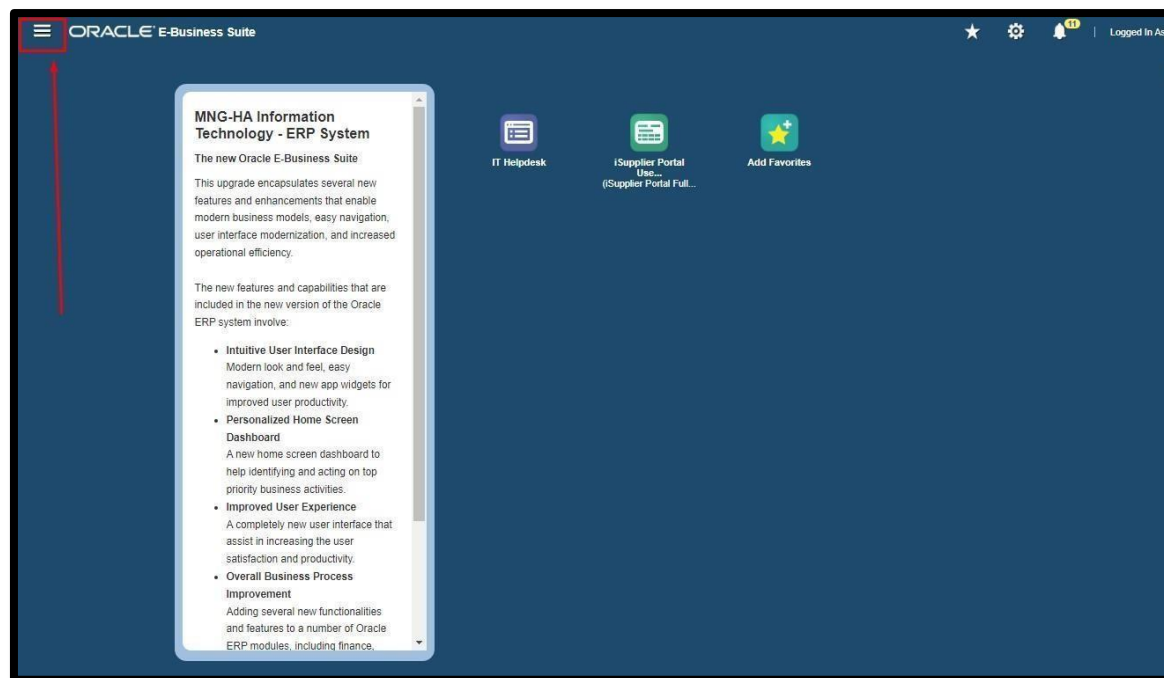 ORACLE E-Business Suite
11
Logged In As
MNG-HA Information
Technology - ERP System
The new Oracle E-Business Suite
This upgrade encapsulates several new
features and enhancements that enable
modern business models, easy navigation,
user interface modernization, and increased
operational efficiency.
The new features and capabilities that are
included in the new version of the Oracle
ERP system involve:
• Intuitive User Interface Design
Modern look and feel, easy
navigation, and new app widgets for
improved user productivity.
• Personalized Home Screen
Dashboard
A new home screen dashboard to
help identifying and acting on top
priority business activities.
• Improved User Experience
A completely new user interface that
assist in increasing the user
satisfaction and productivity.
• Overall Business Process
Improvement
Adding several new functionalities
and features to a number of Oracle
ERP modules, including finance,
IT Helpdesk
iSupplier Portal
Use...
(iSupplier Portal Full...
Add Favorites